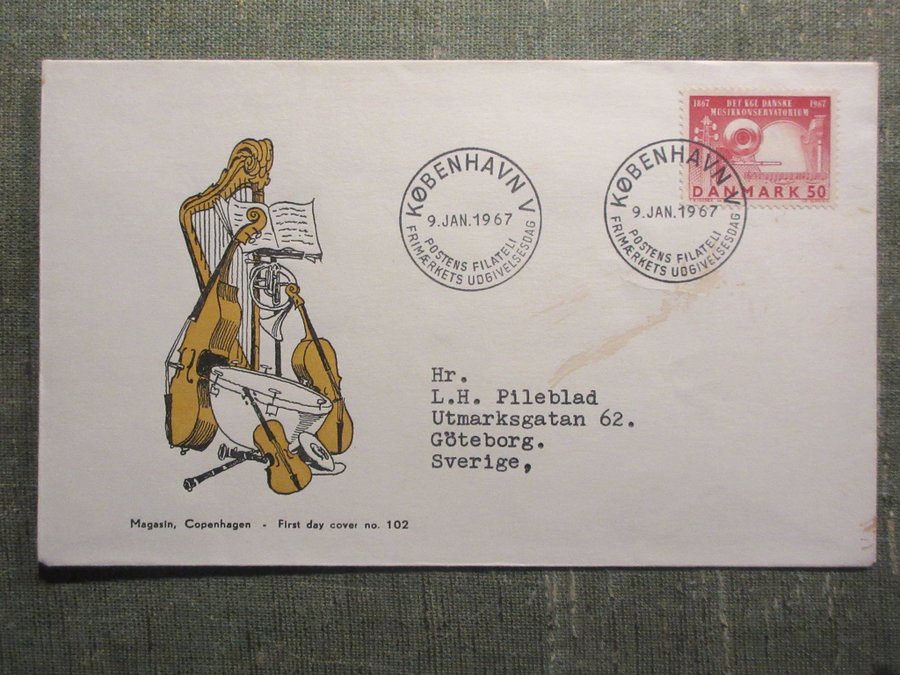 1867 DET KGL. DANSKE 1967
MUSIKKONSERVATORIUM
DANMARK 50
KØBENHAVN V
9.JAN.1967
POSTENS FILATELI
FRIMÆRKETS UDGIVELSESDAG
KØBENHAVN V
9.JAN.1967
POSTENS FILATELI
FRIMÆRKETS UDGIVELSESDAG
Hr.
L.H. Pileblad
Utmarksgatan 62.
Göteborg.
Sverige,
Magasin, Copenhagen - First day cover no. 102